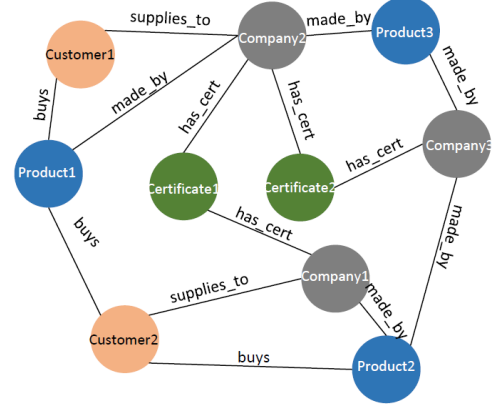 supplies_to
made_by
Customer1
Company2
Product3
made_by
made_by
buys
has_cert
has_cert
has_cert
Company3
Product1
Certificate1
Certificate2
made_by
buys
has_cert
supplies_to
Company1
made_by
Customer2
buys
Product2